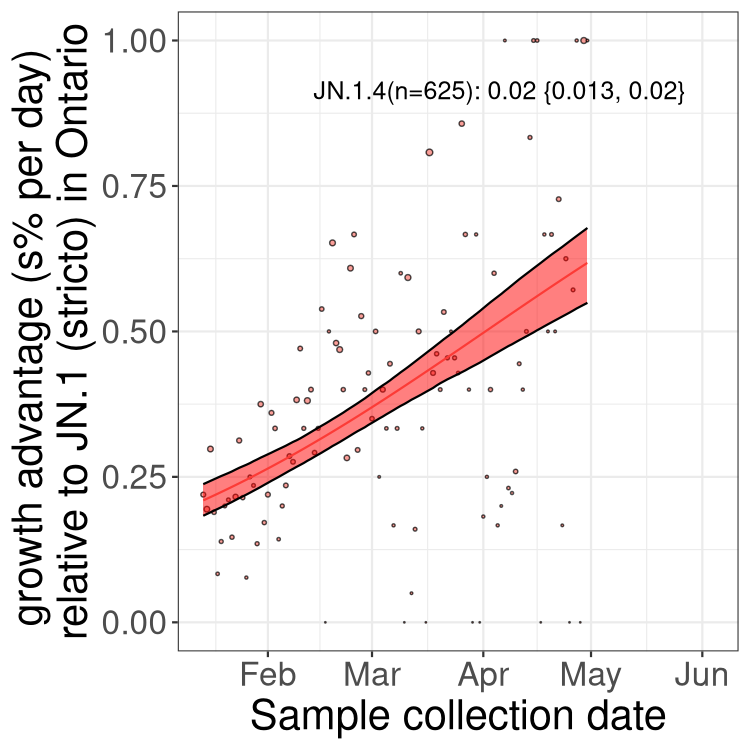 growth advantage (s% per day)
relative to JN.1 (stricto) in Ontario
1.00
0.75
0.50
0.25
0.00
JN.1.4(n=625): 0.02 {0.013, 0.02}
Feb Mar Apr May Jun
Sample collection date